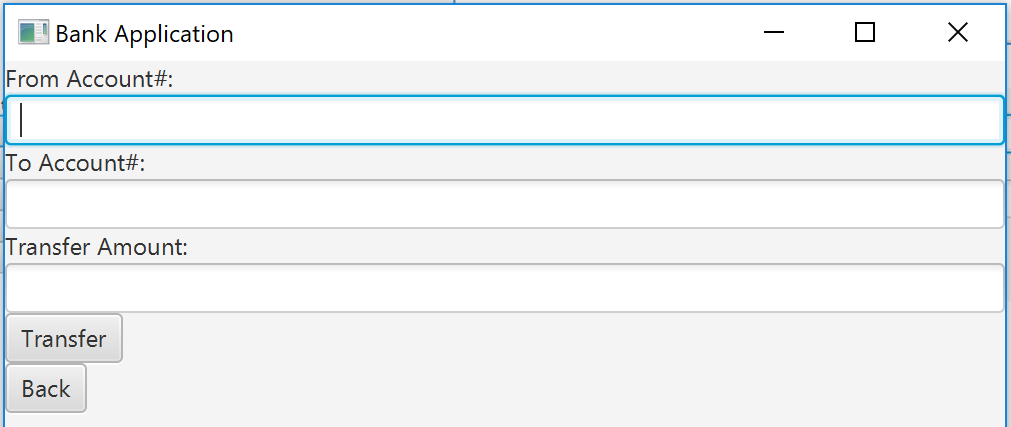 Bank Application
From Account#:
To Account#:
Transfer Amount:
Transfer
Back